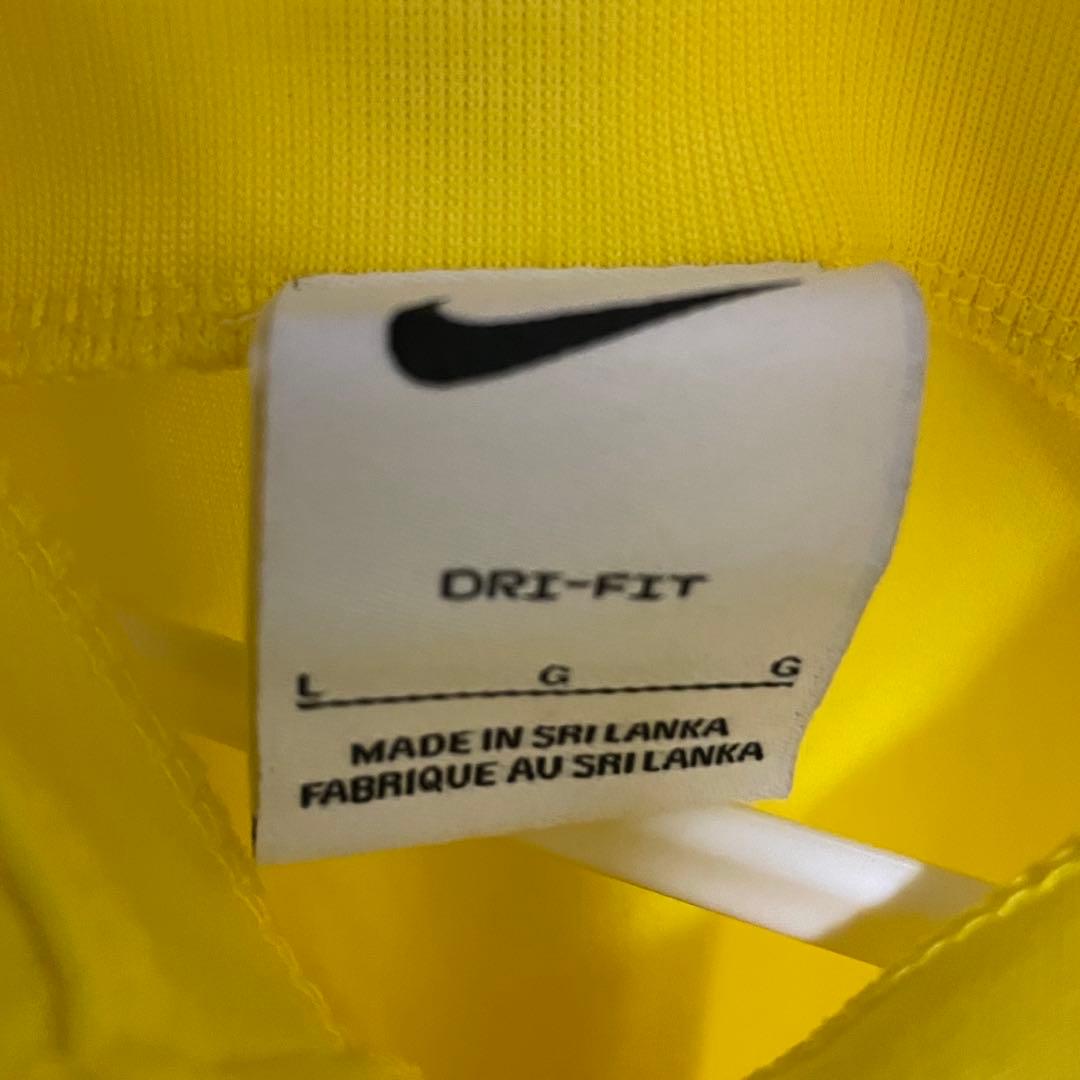 DRI-FIT
L G G
MADE IN SRI LANKA
FABRIQUE AU SRI LANKA